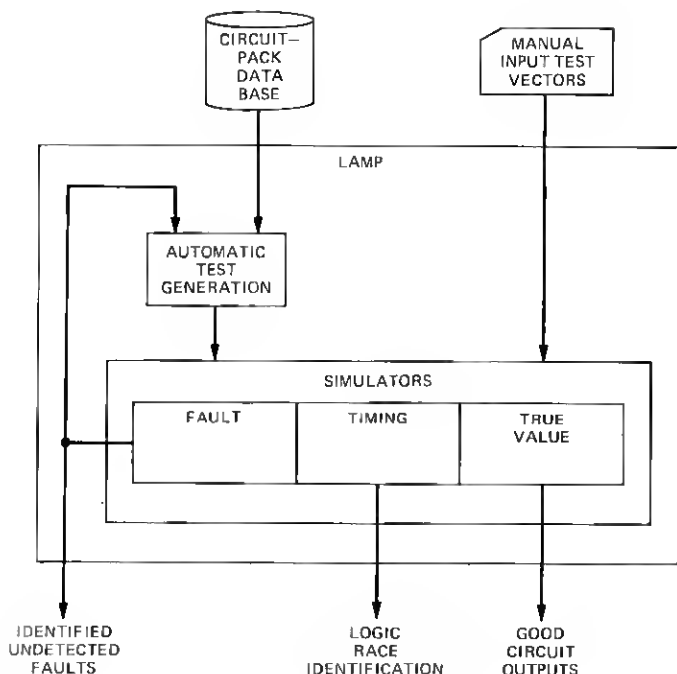 CIRCUIT—
PACK
DATA
BASE
MANUAL
INPUT TEST
VECTORS
LAMP
AUTOMATIC
TEST
GENERATION
SIMULATORS
FAULT
TIMING
TRUE
VALUE
IDENTIFIED
UNDETECTED
FAULTS
LOGIC
RACE
IDENTIFICATION
GOOD
CIRCUIT
OUTPUTS